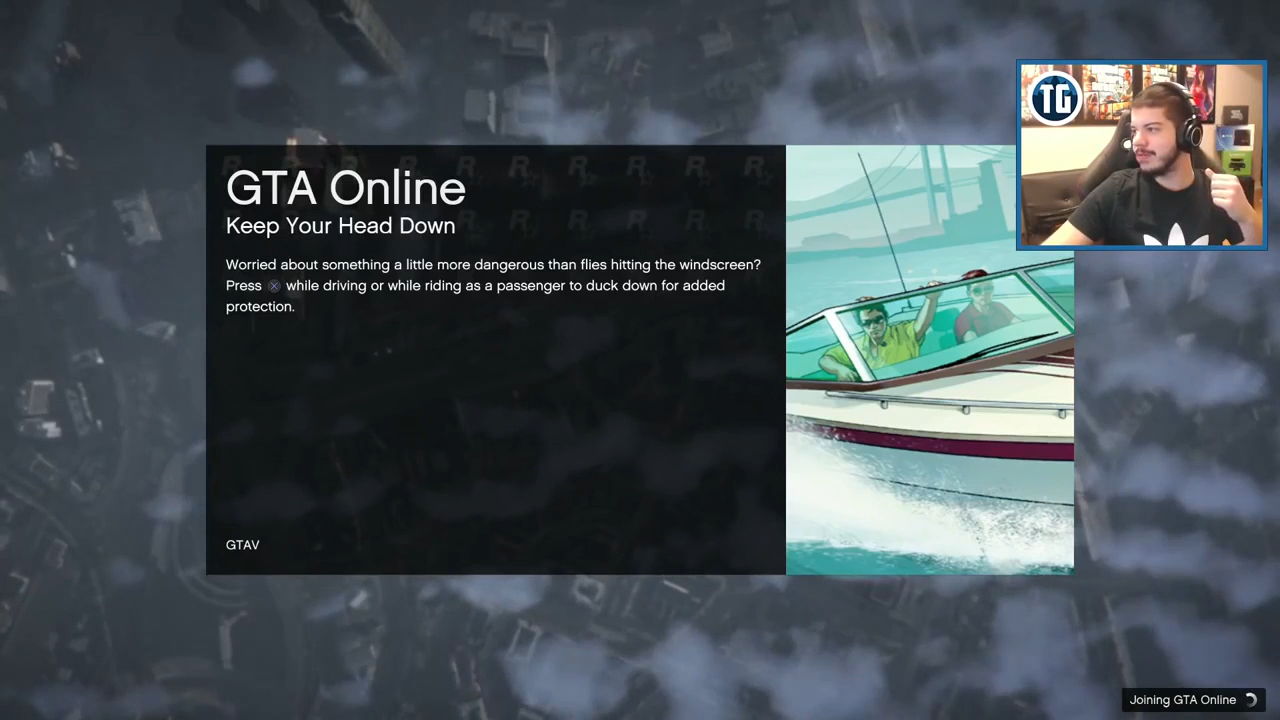 TG
GTA Online
Keep Your Head Down
Worried about something a little more dangerous than flies hitting the windscreen?
Press ⓧ while driving or while riding as a passenger to duck down for added
protection.
GTAV
Joining GTA Online